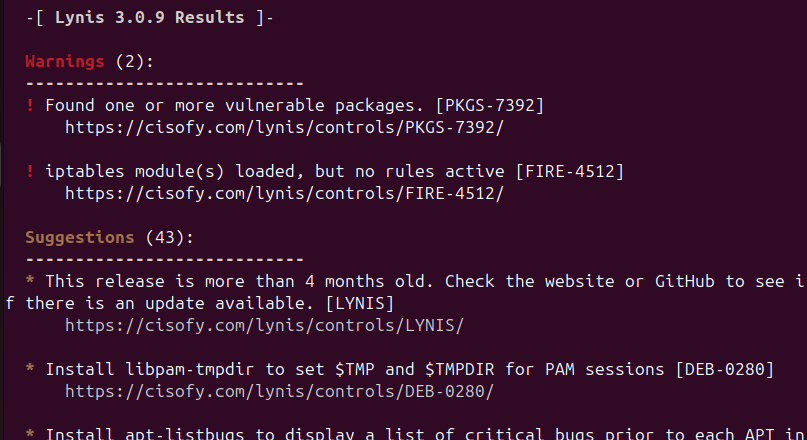 -[ Lynis 3.0.9 Results ]-
Warnings (2):
----------------------------
! Found one or more vulnerable packages. [PKGS-7392]
https://cisofy.com/lynis/controls/PKGS-7392/
! iptables module(s) loaded, but no rules active [FIRE-4512]
https://cisofy.com/lynis/controls/FIRE-4512/
Suggestions (43):
----------------------------
* This release is more than 4 months old. Check the website or GitHub to see i
f there is an update available. [LYNIS]
https://cisofy.com/lynis/controls/LYNIS/
* Install libpam-tmpdir to set $TMP and $TMPDIR for PAM sessions [DEB-0280]
https://cisofy.com/lynis/controls/DEB-0280/
* Install apt-listbugs to display a list of critical bugs prior to each APT in